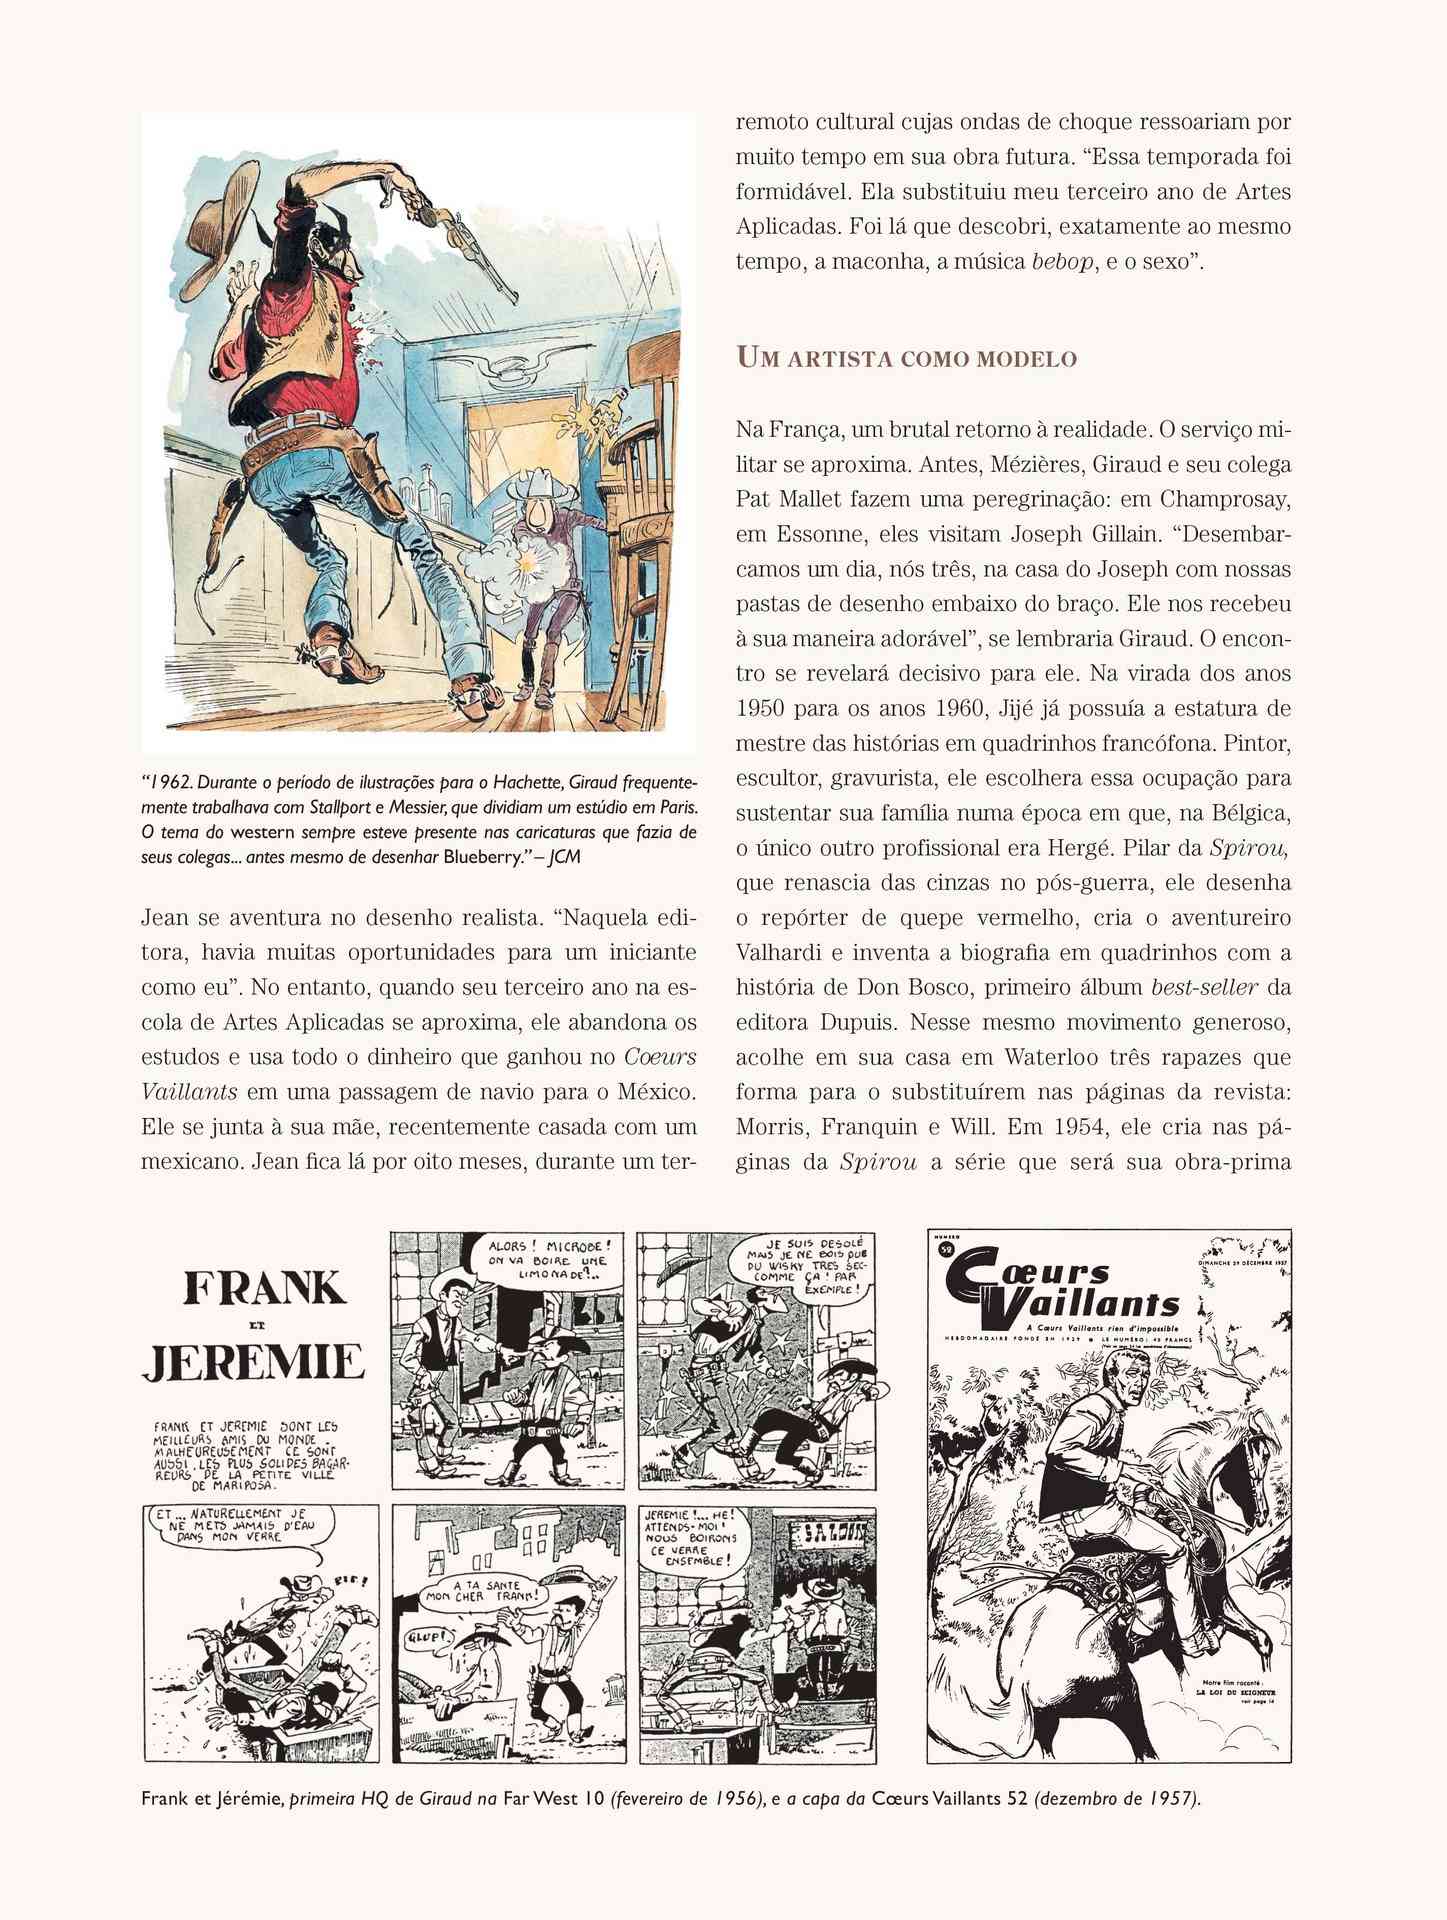 “1962. Durante o período de ilustrações para o Hachette, Giraud frequente-
mente trabalhava com Stallport e Messier, que dividiam um estúdio em Paris.
O tema do western sempre esteve presente nas caricaturas que fazia de
seus colegas... antes mesmo de desenhar Blueberry.” – JCM
Jean se aventura no desenho realista. “Naquela edi-
tora, havia muitas oportunidades para um iniciante
como eu”. No entanto, quando seu terceiro ano na es-
cola de Artes Aplicadas se aproxima, ele abandona os
estudos e usa todo o dinheiro que ganhou no Cœurs
Vaillants em uma passagem de navio para o México.
Ele se junta à sua mãe, recentemente casada com um
mexicano. Jean fica lá por oito meses, durante um ter-
remoto cultural cujas ondas de choque ressoariam por
muito tempo em sua obra futura. “Essa temporada foi
formidável. Ela substituiu meu terceiro ano de Artes
Aplicadas. Foi lá que descobri, exatamente ao mesmo
tempo, a maconha, a música bebop, e o sexo”.
UM ARTISTA COMO MODELO
Na França, um brutal retorno à realidade. O serviço mi-
litar se aproxima. Antes, Mézières, Giraud e seu colega
Pat Mallet fazem uma peregrinação: em Champrosay,
em Essonne, eles visitam Joseph Gillain. “Desembar-
camos um dia, nós três, na casa do Joseph com nossas
pastas de desenho embaixo do braço. Ele nos recebeu
à sua maneira adorável”, se lembraria Giraud. O encon-
tro se revelará decisivo para ele. Na virada dos anos
1950 para os anos 1960, Jijé já possuía a estatura de
mestre das histórias em quadrinhos francófona. Pintor,
escultor, gravurista, ele escolhera essa ocupação para
sustentar sua família numa época em que, na Bélgica,
o único outro profissional era Hergé. Pilar da Spirou,
que renascia das cinzas no pós-guerra, ele desenha
o repórter de quepe vermelho, cria o aventureiro
Valhardi e inventa a biografia em quadrinhos com a
história de Don Bosco, primeiro álbum best-seller da
editora Dupuis. Nesse mesmo movimento generoso,
acolhe em sua casa em Waterloo três rapazes que
forma para o substituírem nas páginas da revista:
Morris, Franquin e Will. Em 1954, ele cria nas pá-
ginas da Spirou a série que será sua obra-prima
FRANK
ET
JEREMIE
FRANK ET JEREMIE SONT LES
MEILLEURS AMIS DU MONDE.
MALHEUREUSEMENT CE SONT
AUSSI LES PLUS SOLIDES BAGAR-
REURS DE LA PETITE VILLE
DE MARIPOSA.
ALORS! MICROBE!
ON VA BOIRE UNE
LIMONADE?..
JE SUIS DESOLÉ
MAIS JE NE BOIS QUE
DU WISKY TRES SEC-
COMME ÇA! PAR
EXEMPLE!
ET... NATURELLEMENT JE
NE METS JAMAIS D'EAU
DANS MON VERRE
PIF!
A TA SANTE
MON CHER FRANK!
GLUP!
JEREMIE!... HE!
ATTENDS-MOI!
NOUS BOIRONS
CE VERRE
ENSEMBLE!
SALOON
NUMÉRO
52
DIMANCHE 29 DÉCEMBRE 1957
Cœurs
Vaillants
A Cœurs Vaillants rien d'impossible
HEBDOMADAIRE FONDÉ EN 1929 ● LE NUMÉRO: 45 FRANCS
Notre film raconté:
LA LOI DU SEIGNEUR
voir page 14
Frank et Jérémie, primeira HQ de Giraud na Far West 10 (fevereiro de 1956), e a capa da Cœurs Vaillants 52 (dezembro de 1957).